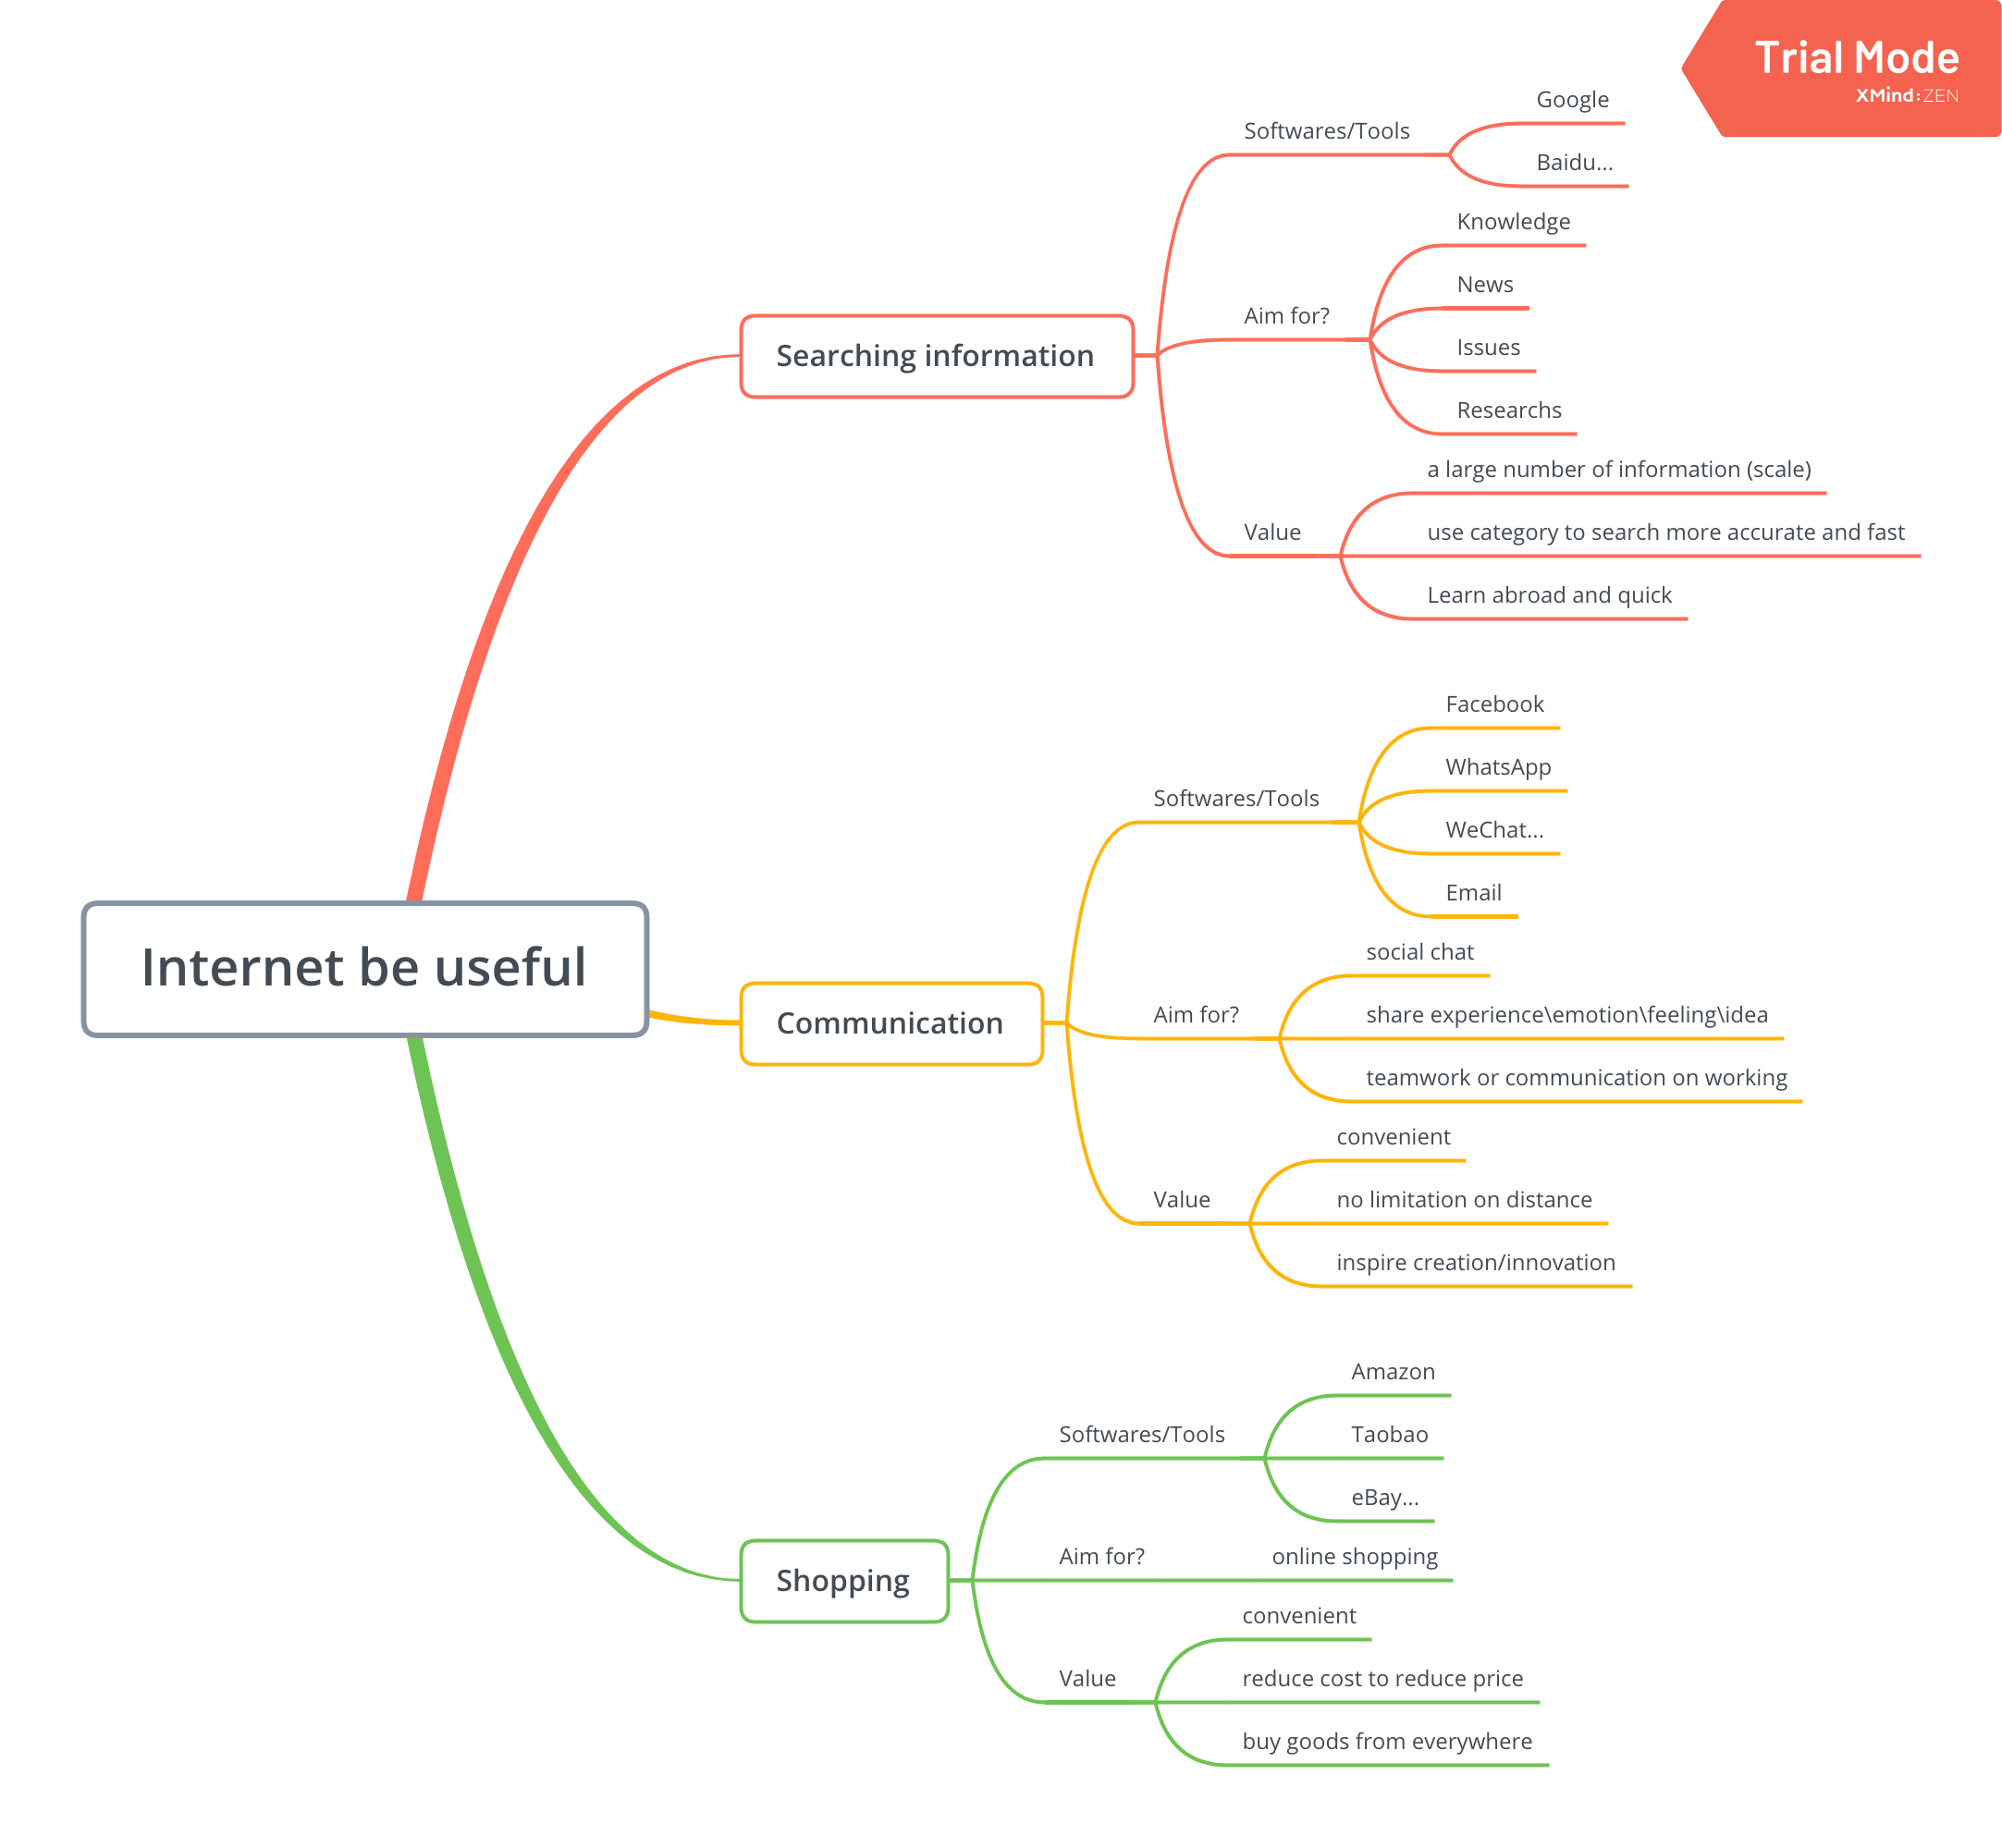 Trial Mode
XMind:ZEN
Internet be useful
Searching information
Softwares/Tools
Google
Baidu...
Aim for?
Knowledge
News
Issues
Researchs
Value
a large number of information (scale)
use category to search more accurate and fast
Learn abroad and quick
Communication
Softwares/Tools
Facebook
WhatsApp
WeChat...
Email
Aim for?
social chat
share experience\emotion\feeling\idea
teamwork or communication on working
Value
convenient
no limitation on distance
inspire creation/innovation
Shopping
Softwares/Tools
Amazon
Taobao
eBay...
Aim for?
online shopping
Value
convenient
reduce cost to reduce price
buy goods from everywhere